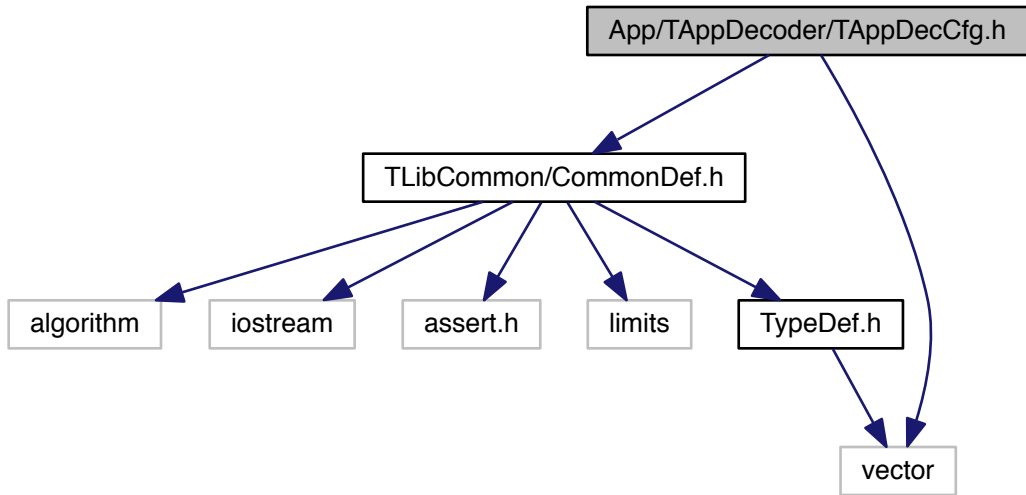 App/TAppDecoder/TAppDecCfg.h
TLibCommon/CommonDef.h
algorithm
iostream
assert.h
limits
TypeDef.h
vector